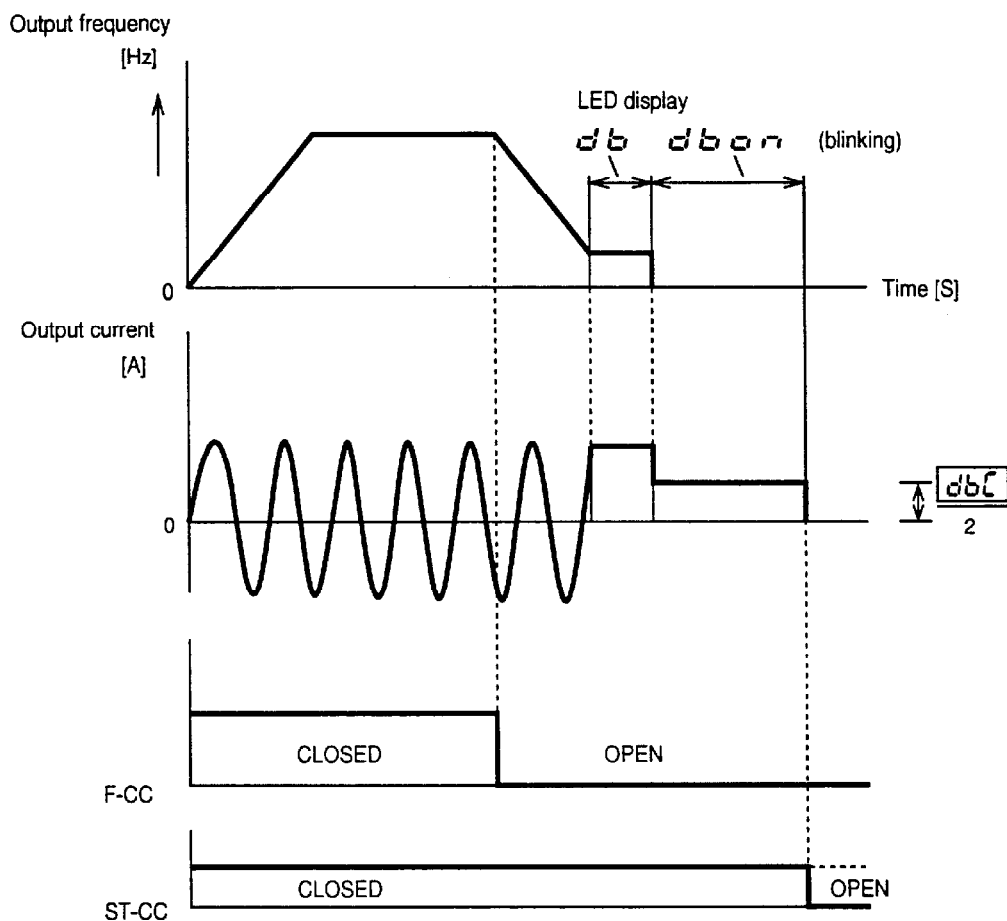 Output frequency
[Hz]
LED display
db dbon (blinking)
0
Time [S]
Output current
[A]
0
dbC
2
CLOSED
OPEN
F-CC
CLOSED
OPEN
ST-CC